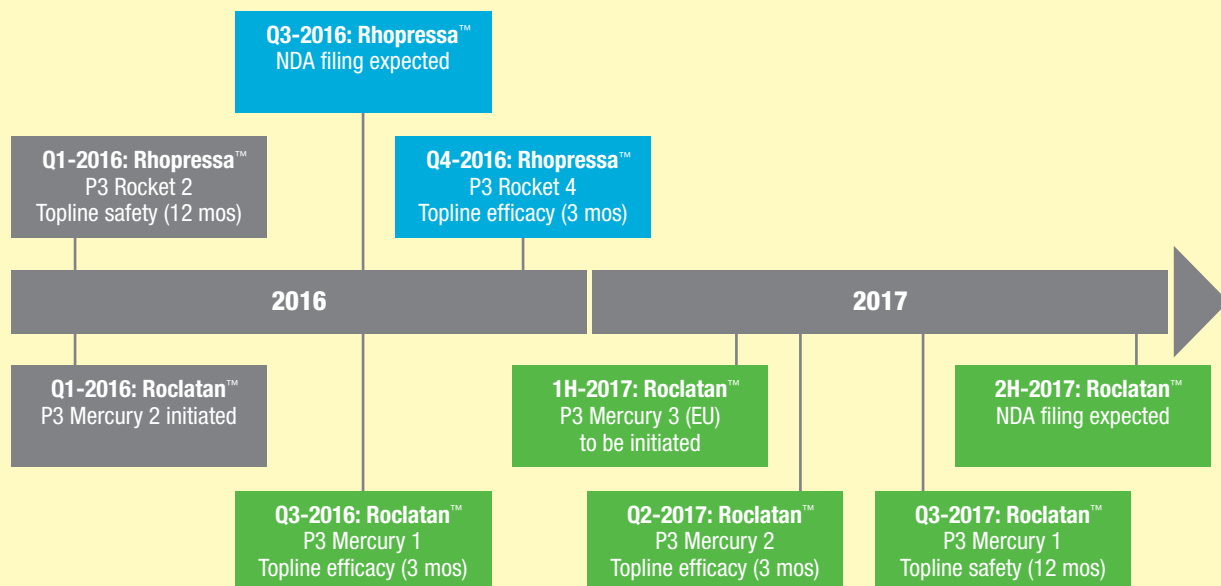 Q3-2016: Rhopressa™
NDA filing expected
Q1-2016: Rhopressa™
P3 Rocket 2
Topline safety (12 mos)
Q4-2016: Rhopressa™
P3 Rocket 4
Topline efficacy (3 mos)
2016
2017
Q1-2016: Roclatan™
P3 Mercury 2 initiated
1H-2017: Roclatan™
P3 Mercury 3 (EU)
to be initiated
2H-2017: Roclatan™
NDA filing expected
Q3-2016: Roclatan™
P3 Mercury 1
Topline efficacy (3 mos)
Q2-2017: Roclatan™
P3 Mercury 2
Topline efficacy (3 mos)
Q3-2017: Roclatan™
P3 Mercury 1
Topline safety (12 mos)